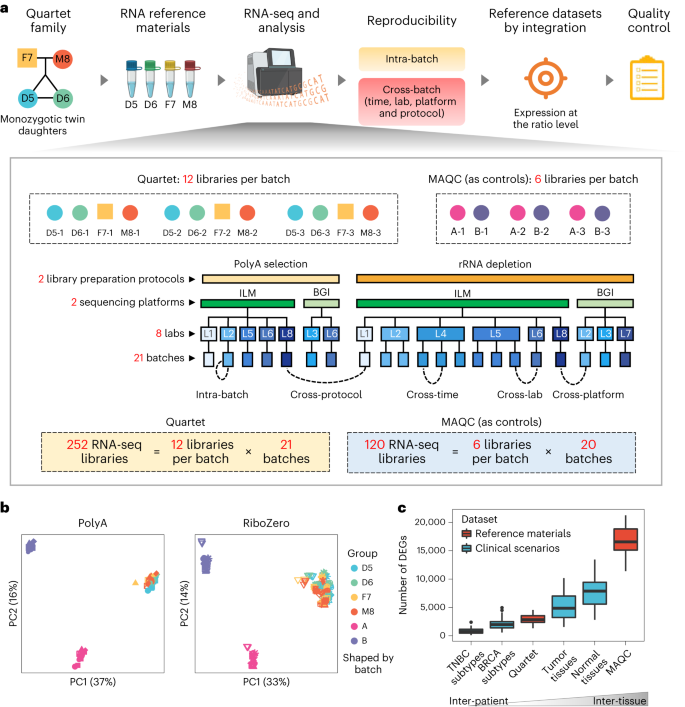 a
Quartet
family
RNA reference
materials
RNA-seq and
analysis
Reproducibility
Reference datasets
by integration
Quality
control
F7
M8
D5
D6
Monozygotic twin
daughters
D5 D6 F7 M8
Intra-batch
Cross-batch
(time, lab, platform
and protocol)
Expression at
the ratio level
Quartet: 12 libraries per batch
MAQC (as controls): 6 libraries per batch
D5-1 D6-1 F7-1 M8-1
D5-2 D6-2 F7-2 M8-2
D5-3 D6-3 F7-3 M8-3
A-1 B-1 A-2 B-2 A-3 B-3
PolyA selection
rRNA depletion
2 library preparation protocols
ILM BGI ILM BGI
2 sequencing platforms
8 labs
L1 L2 L5 L6 L8 L3 L6 L1 L2 L4 L5 L6 L8 L2 L3 L7
21 batches
Intra-batch
Cross-protocol
Cross-time
Cross-lab
Cross-platform
Quartet
MAQC (as controls)
252 RNA-seq
libraries
=
12 libraries
per batch
×
21
batches
120 RNA-seq
libraries
=
6 libraries
per batch
×
20
batches
b
PolyA
RiboZero
PC2 (16%)
PC1 (37%)
PC2 (14%)
PC1 (33%)
Group
D5
D6
F7
M8
A
B
Shaped by
batch
c
Dataset
Reference materials
Clinical scenarios
Number of DEGs
20,000
15,000
10,000
5,000
0
TNBC
subtypes
BRCA
subtypes
Quartet
Tumor
tissues
Normal
tissues
MAQC
Inter-patient
Inter-tissue